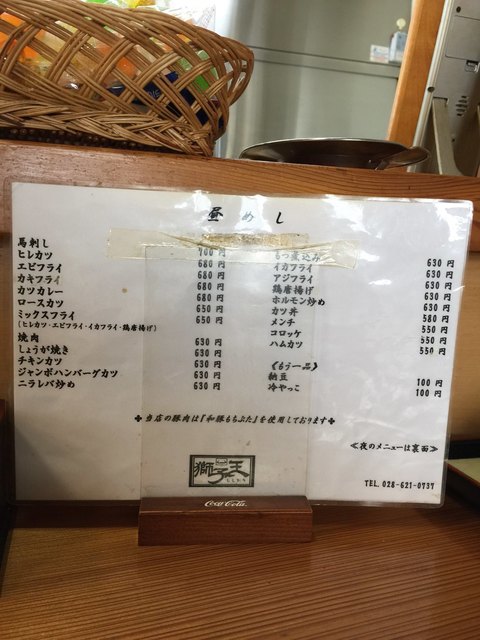 昼めし
馬刺し
ヒレカツ 700円
エビフライ 680円
カキフライ 680円
カツカレー 680円
ロースカツ 650円
ミックスフライ 650円
(ヒレカツ・エビフライ・イカフライ・鶏唐揚げ)
焼肉 630円
しょうが焼き 630円
チキンカツ 630円
ジャンボハンバーグカツ 630円
ニラレバ炒め 630円
もつ煮込み 630円
イカフライ 630円
アジフライ 630円
鶏唐揚げ 630円
ホルモン炒め 630円
カツ丼 580円
メンチ 550円
コロッケ 550円
ハムカツ 550円
《もう一品》
納豆 100円
冷やっこ 100円
✤当店の豚肉は『和豚もちぶた』を使用しております✤
≪夜のメニューは裏面≫
獅子王
ししおう
TEL.028-621-0737
Coca-Cola